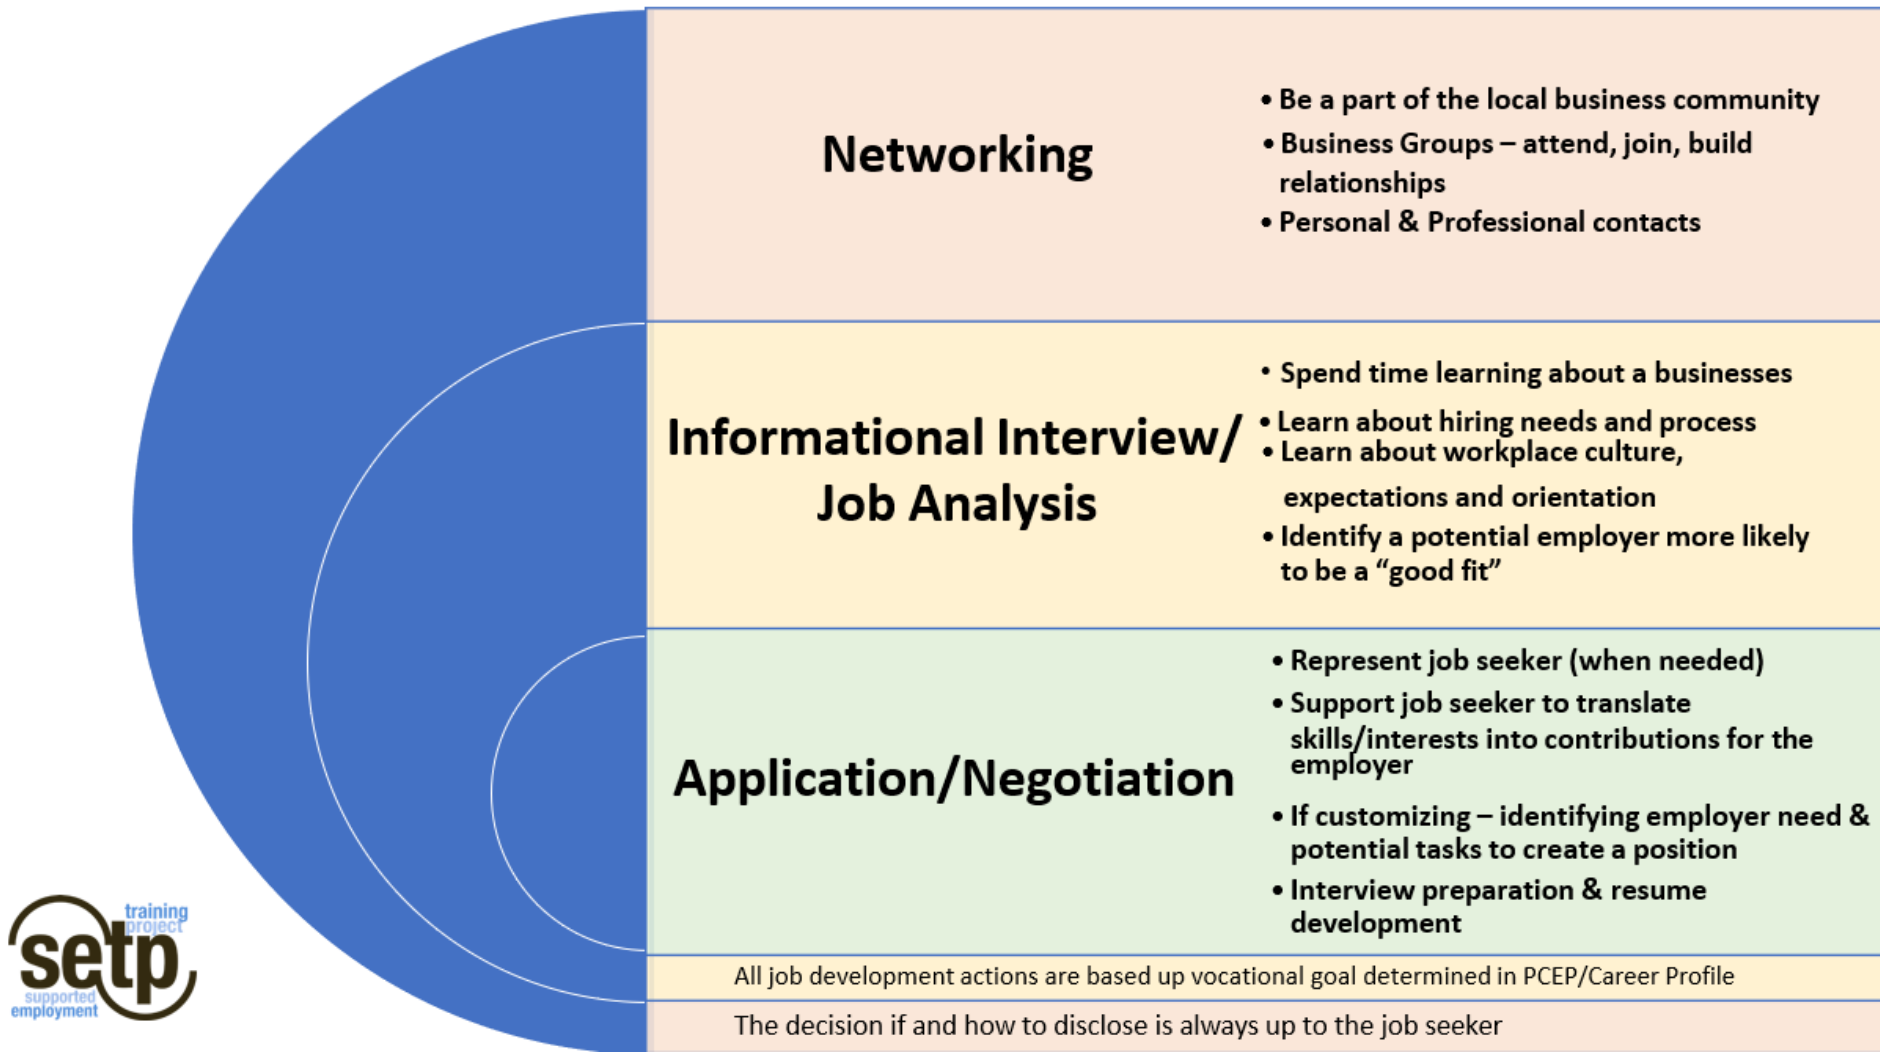 Networking
• Be a part of the local business community
• Business Groups – attend, join, build
relationships
• Personal & Professional contacts
Informational Interview/
Job Analysis
• Spend time learning about a businesses
• Learn about hiring needs and process
• Learn about workplace culture,
expectations and orientation
• Identify a potential employer more likely
to be a “good fit”
Application/Negotiation
• Represent job seeker (when needed)
• Support job seeker to translate
skills/interests into contributions for the
employer
• If customizing – identifying employer need &
potential tasks to create a position
• Interview preparation & resume
development
All job development actions are based up vocational goal determined in PCEP/Career Profile
The decision if and how to disclose is always up to the job seeker
training
project
setp
supported
employment